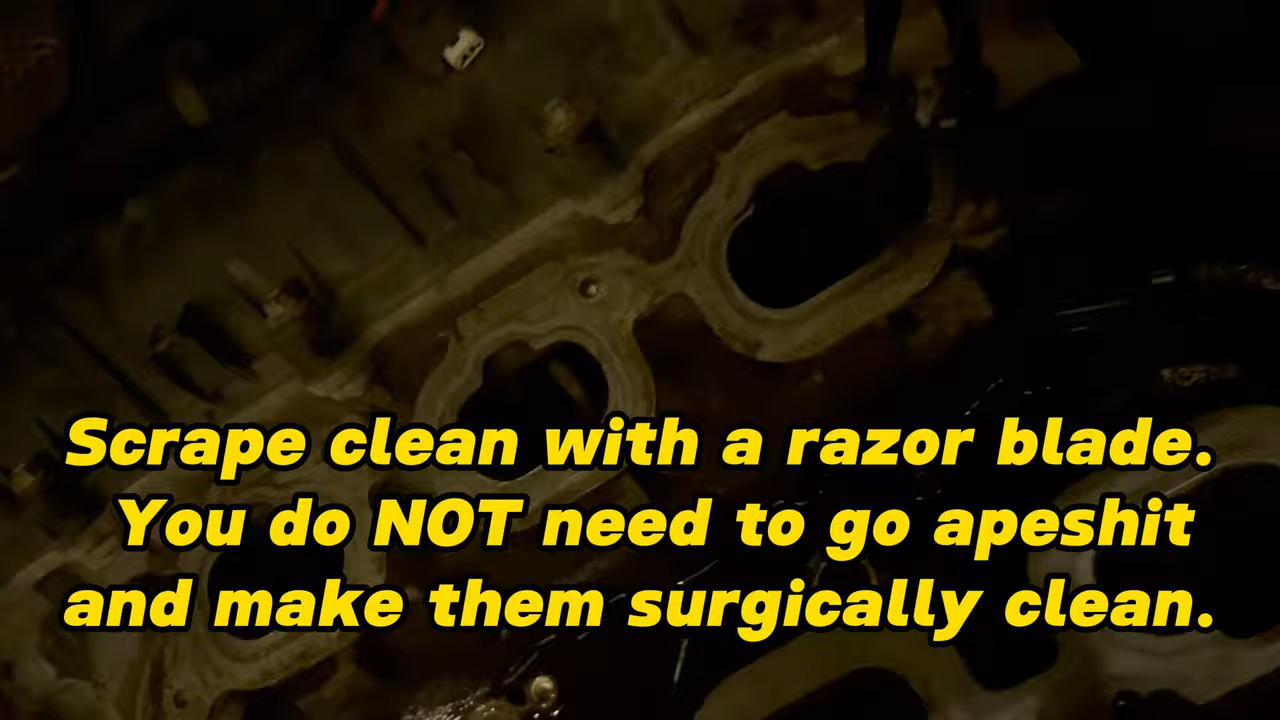 Scrape clean with a razor blade.
You do NOT need to go apeshit
and make them surgically clean.